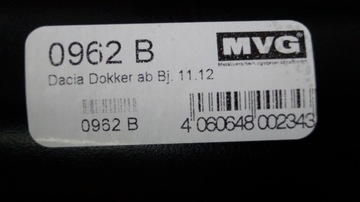 0962 B
MVG
Dacia Dokker ab Bj. 11.12
0962 B
4 060648 002343